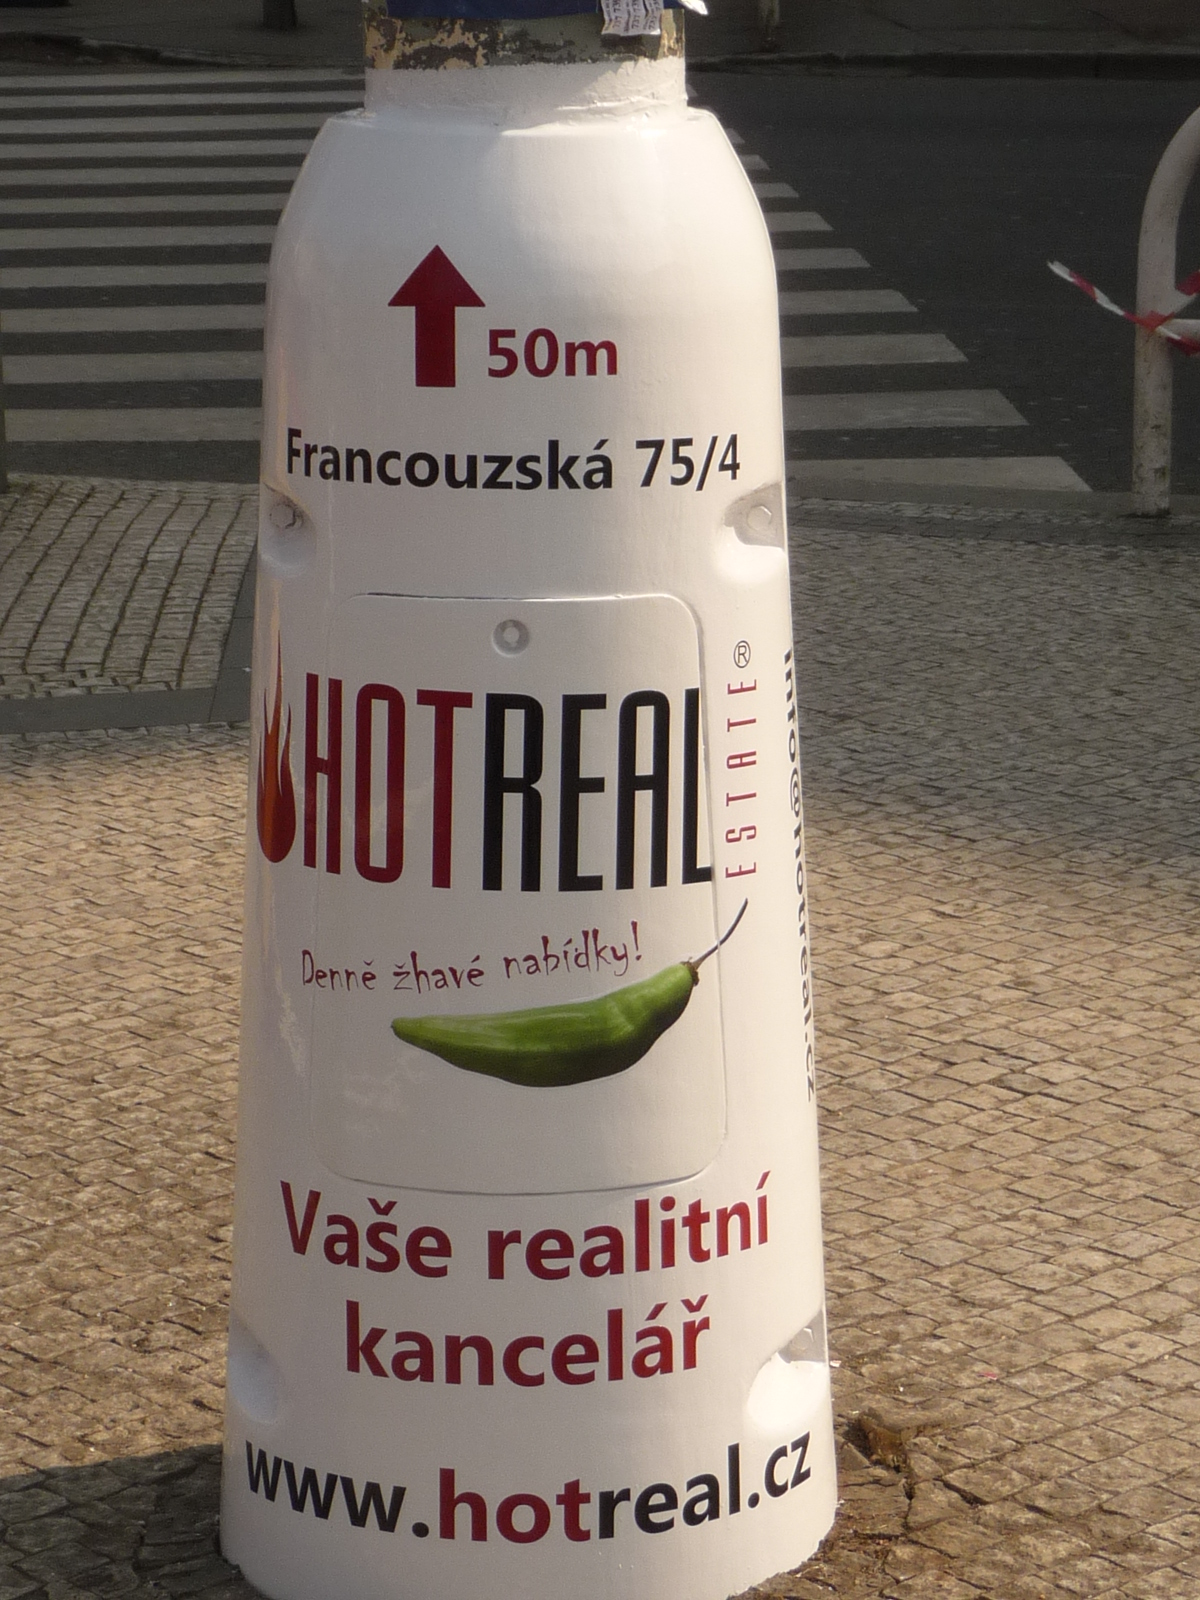 50m
Francouzská 75/4
HOTREAL
ESTATE®
info@hotreal.cz
Denně žhavé nabídky!
Vaše realitní
kancelář
www.hotreal.cz